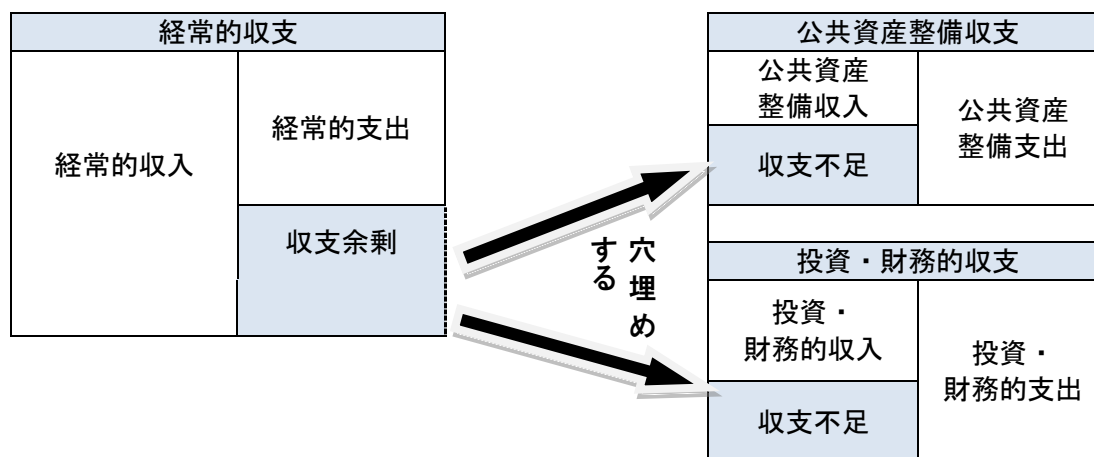 経常的収支
経常的収入
経常的支出
収支余剰
穴埋め
する
公共資産整備収支
公共資産
整備収入
収支不足
公共資産
整備支出
投資・財務的収支
投資・
財務的収入
収支不足
投資・
財務的支出